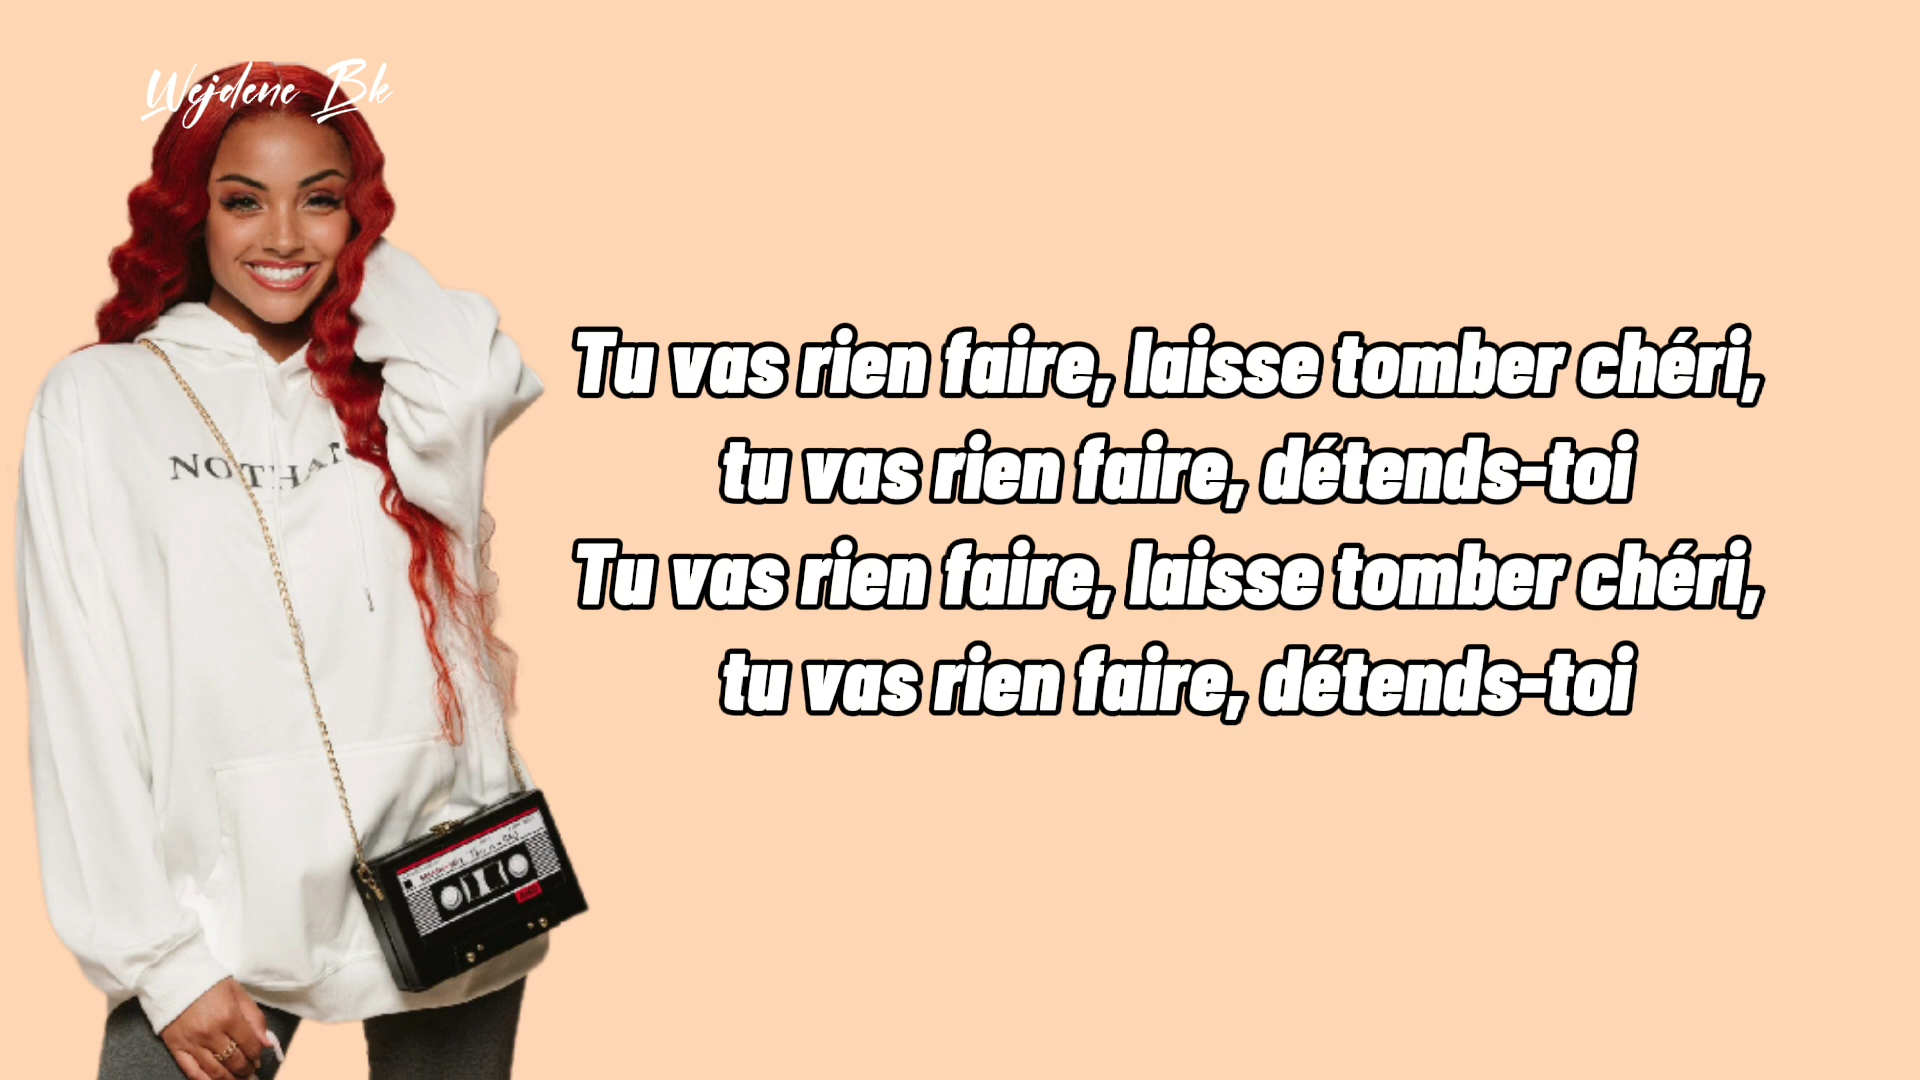 Wejdene Bk
Tu vas rien faire, laisse tomber chéri,
tu vas rien faire, détends-toi
Tu vas rien faire, laisse tomber chéri,
tu vas rien faire, détends-toi